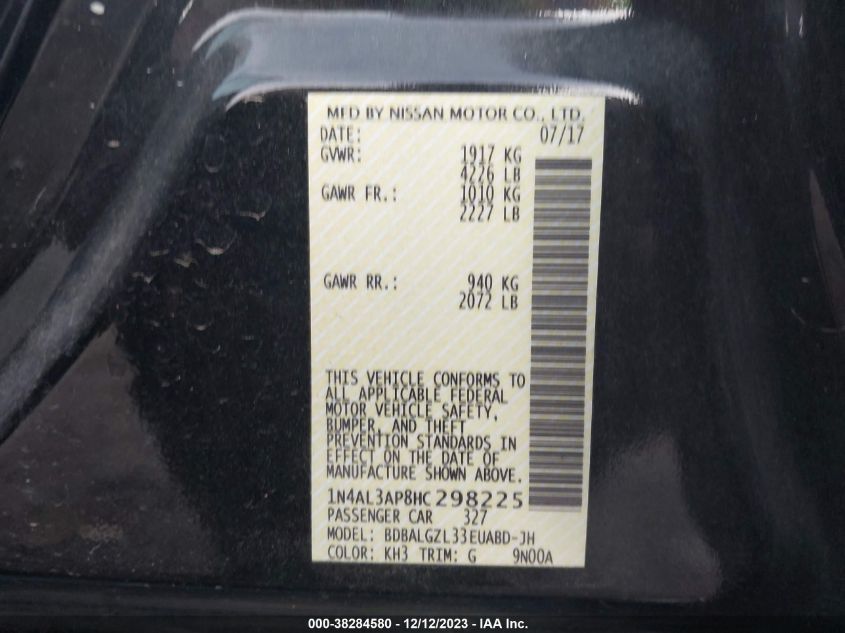 MFD BY NISSAN MOTOR CO., LTD.
DATE: 07/17
GVWR: 1917 KG
4226 LB
GAWR FR.: 1010 KG
2227 LB
GAWR RR.: 940 KG
2072 LB
THIS VEHICLE CONFORMS TO
ALL APPLICABLE FEDERAL
MOTOR VEHICLE SAFETY,
BUMPER, AND THEFT
PREVENTION STANDARDS IN
EFFECT ON THE DATE OF
MANUFACTURE SHOWN ABOVE.
1N4AL3AP8HC298225
PASSENGER CAR 327
MODEL: BDBALGZL33EUABD-JH
COLOR: KH3 TRIM: G 9N00A
000-38284580 - 12/12/2023 - IAA Inc.